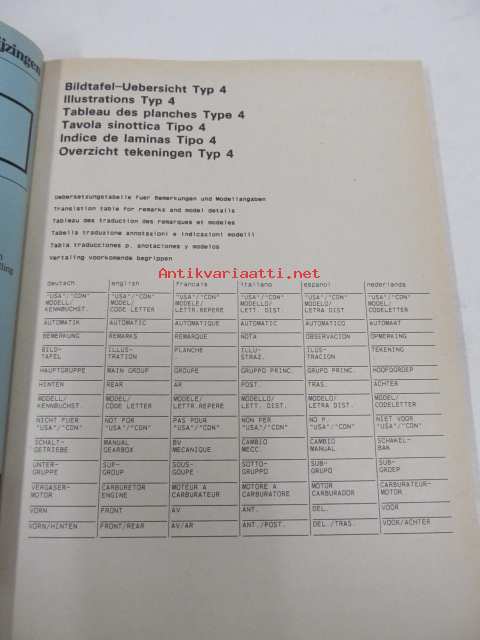 ijzingen
Bildtafel-Uebersicht Typ 4
Illustrations Typ 4
Tableau des planches Type 4
Tavola sinottica Tipo 4
Indice de laminas Tipo 4
Overzicht tekeningen Typ 4
Uebersetzungstabelle fuer Bemerkungen und Modellangaben
Translation table for remarks and model details
Tableau des traduction des remarques et modeles
Tabella traduzione annotazioni e indicazioni modelli
Tabla traducciones p. anotaciones y modelos
Vertaling voorkomende begrippen
Antikvariaatti.net
deutsch english francais italiano espanol nederlands
"USA"/"CDN" "USA"/"CDN" "USA"/"CDN" "USA"/"CDN" "USA"/"CDN" "USA"/"CDN"
MODELL/ MODEL/ MODELE/ MODELLO/ MODELO/ MODEL/
KENNBUCHST. CODE LETTER LETTR.REPERE LETT. DIST. LETRA DIST. CODELETTER
AUTOMATIK AUTOMATIC AUTOMATIQUE AUTOMATIC AUTOMATICO AUTOMAAT
BEMERKUNG REMARKS REMARQUE NOTA OBSERVACION OPMERKING
BILD- ILLUS- PLANCHE ILLU- ILUS- TEKENING
TAFEL TRATION STRAZ. TRACION
HAUPTGRUPPE MAIN GROUP GROUPE GRUPPO PRINC. GRUPO PRINC. HOOFDGROEP
HINTEN REAR AR POST. TRAS. ACHTER
MODELL/ MODEL/ MODELE/ MODELLO/ MODELO/ MODEL/
KENNBUCHST. CODE LETTER LETTR.REPERE LETT. DIST. LETRA DIST. CODELETTER
NICHT FUER NOT FOR PAS POUR NON PER NO P. NIET VOOR
"USA"/"CDN" "USA"/"CDN" "USA"/"CDN" "USA"/"CDN" "USA"/"CDN" "USA"/"CDN"
SCHALT- MANUAL BV CAMBIO CAMBIO SCHAKEL-
GETRIEBE GEARBOX MECANIQUE MECC. MANUAL BAK
UNTER- SUB- SOUS- SOTTO- SUB- SUB-
GRUPPE GROUP GOUPE GRUPPO GRUPO GROEP
VERGASER- CARBURETOR MOTEUR A MOTORE A MOTOR CARBURATEUR-
MOTOR ENGINE CARBURATEUR CARBURATORE CARBURADOR MOTOR
VORN FRONT AV ANT. DEL. VOOR
VORN/HINTEN FRONT/REAR AV/AR ANT./POST. DEL./TRAS. VOOR/ACHTER